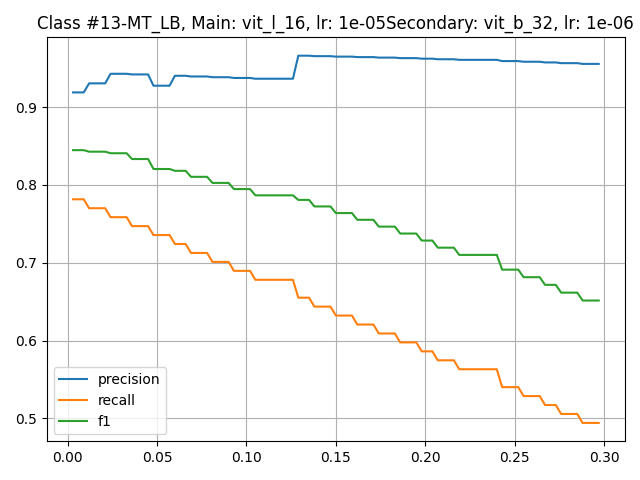 Class #13-MT_LB, Main: vit_l_16, lr: 1e-05Secondary: vit_b_32, lr: 1e-06
0.9
0.8
0.7
0.6
0.5
precision
recall
f1
0.00 0.05 0.10 0.15 0.20 0.25 0.30